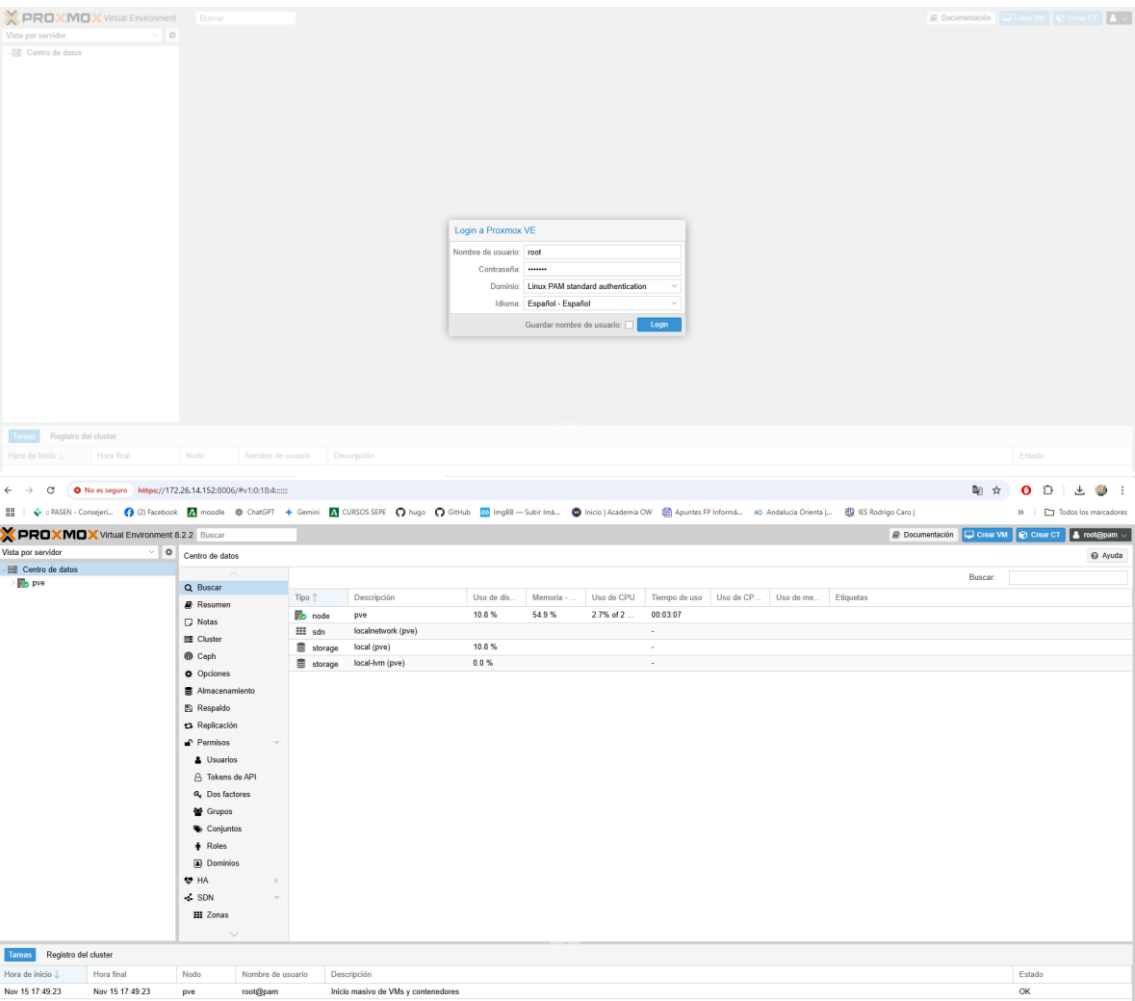 PROXMOX Virtual Environment Buscar Documentación Crear VM Crear CT
Vista por servidor
Centro de datos
Login a Proxmox VE
Nombre de usuario: root
Contraseña: •••••••
Dominio: Linux PAM standard authentication
Idioma: Español - Español
Guardar nombre de usuario: Login
Tareas Registro del cluster
Hora de inicio ↓ Hora final Nodo Nombre de usuario Descripción Estado
No es seguro https://172.26.14.152:8006/#v1:0:18:4::::::
:: PASEN - Consejerí... (2) Facebook moodle ChatGPT Gemini CURSOS SEPE hugo GitHub ImgBB — Subir Imá... Inicio | Academia OW Apuntes FP Informá... AO Andalucia Orienta |... IES Rodrigo Caro | » Todos los marcadores
PROXMOX Virtual Environment 8.2.2 Buscar Documentación Crear VM Crear CT root@pam
Vista por servidor Centro de datos Ayuda
Centro de datos
pve
Buscar:
Buscar
Resumen
Notas
Cluster
Ceph
Opciones
Almacenamiento
Respaldo
Replicación
Permisos
Usuarios
Tokens de API
Dos factores
Grupos
Conjuntos
Roles
Dominios
HA
SDN
Zonas
Tipo ↑ Descripción Uso de dis... Memoria - ... Uso de CPU Tiempo de uso Uso de CP... Uso de me... Etiquetas
node pve 10.8 % 54.9 % 2.7% of 2 ... 00:03:07
sdn localnetwork (pve) -
storage local (pve) 10.8 % -
storage local-lvm (pve) 0.0 % -
Tareas Registro del cluster
Hora de inicio ↓ Hora final Nodo Nombre de usuario Descripción Estado
Nov 15 17:49:23 Nov 15 17:49:23 pve root@pam Inicio masivo de VMs y contenedores OK